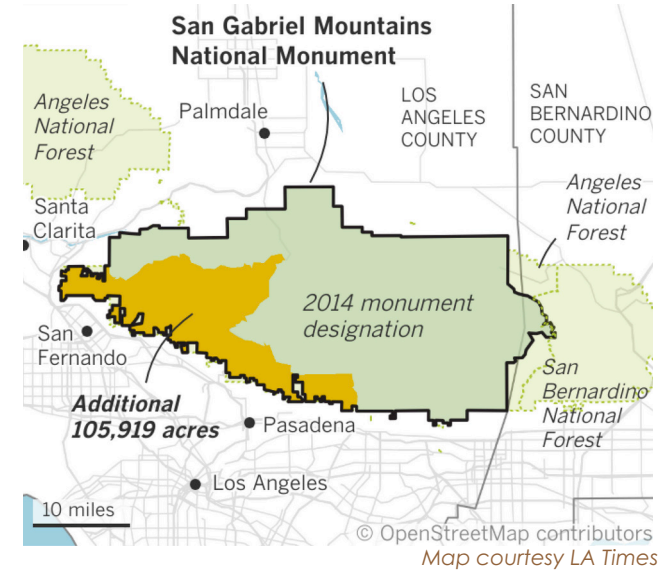 San Gabriel Mountains
National Monument
Angeles
National
Forest
Palmdale
LOS
ANGELES
COUNTY
SAN
BERNARDINO
COUNTY
Angeles
National
Forest
Santa
Clarita
2014 monument
designation
San
Fernando
San
Bernardino
National
Forest
Additional
105,919 acres
Pasadena
Los Angeles
10 miles
© OpenStreetMap contributors
Map courtesy LA Times